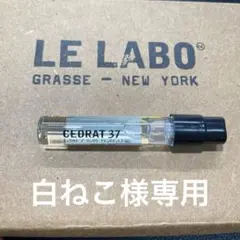 LE LABO
GRASSE - NEW YORK
CEDRAT 37
白ねこ様専用